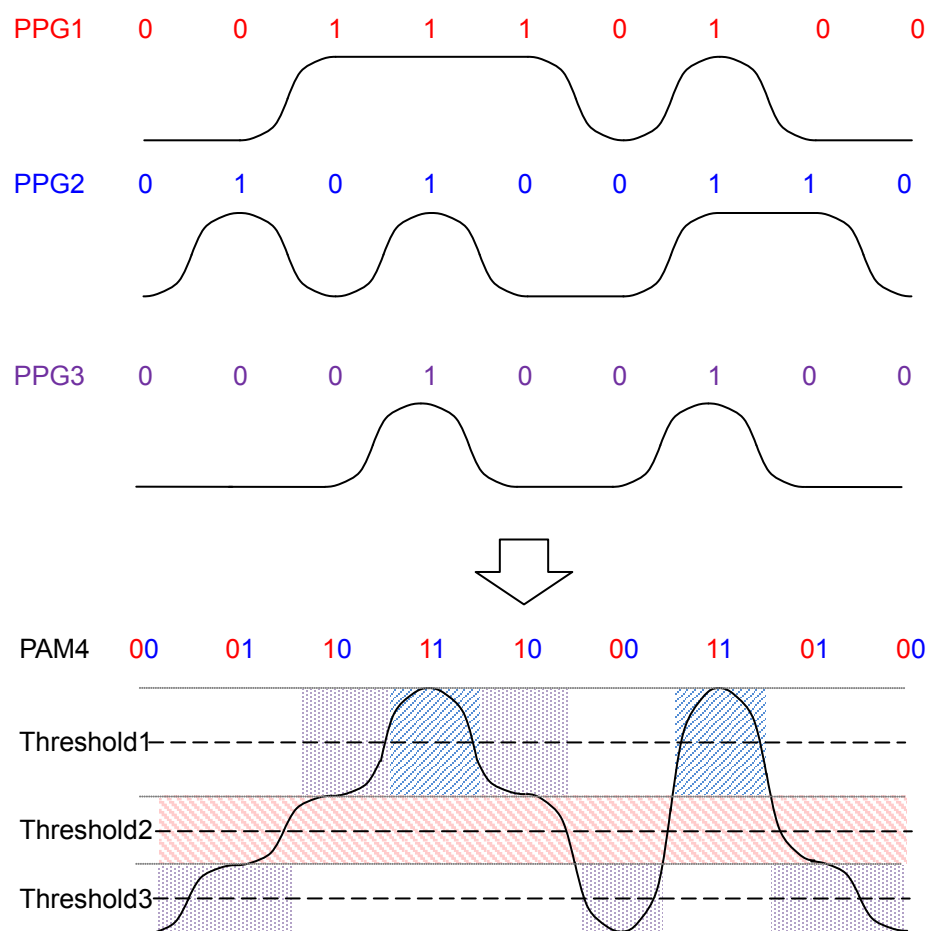 PPG1 0 0 1 1 1 0 1 0 0
PPG2 0 1 0 1 0 0 1 1 0
PPG3 0 0 0 1 0 0 1 0 0
PAM4 00 01 10 11 10 00 11 01 00
Threshold1
Threshold2
Threshold3